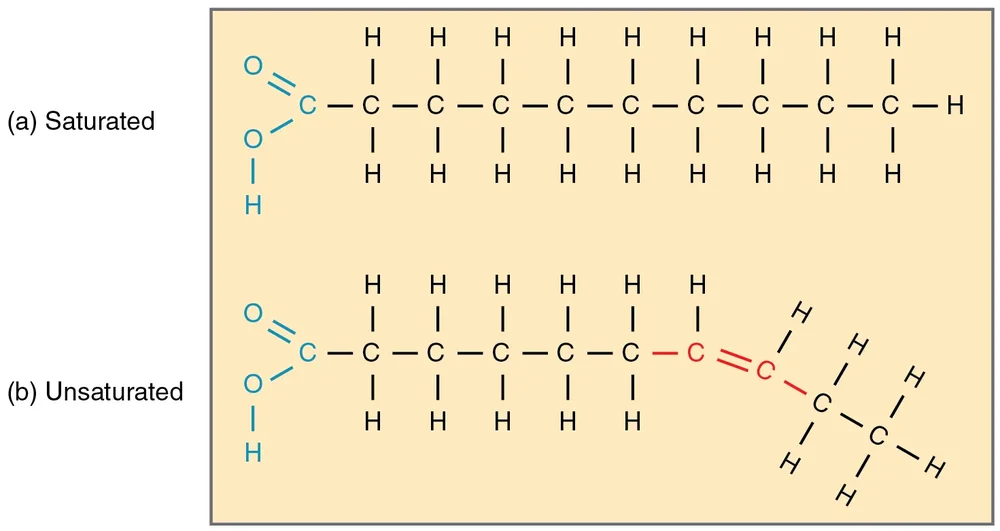 H H H H H H H H H
O
(a) Saturated C C C C C C C C C C H
O
H H H H H H H H H
H
H H H H H H
O H
C C C C C C C H
C H
(b) Unsaturated O C
H H H H H C
H H
H H